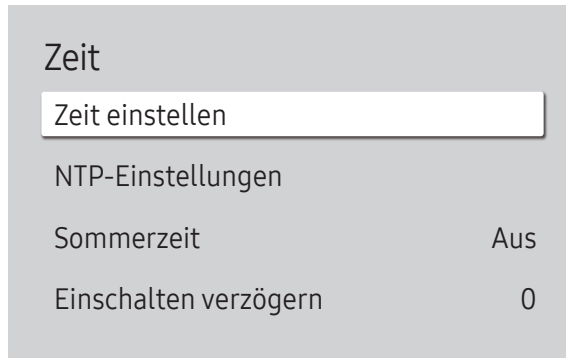 Zeit
Zeit einstellen
NTP-Einstellungen
Sommerzeit Aus
Einschalten verzögern 0